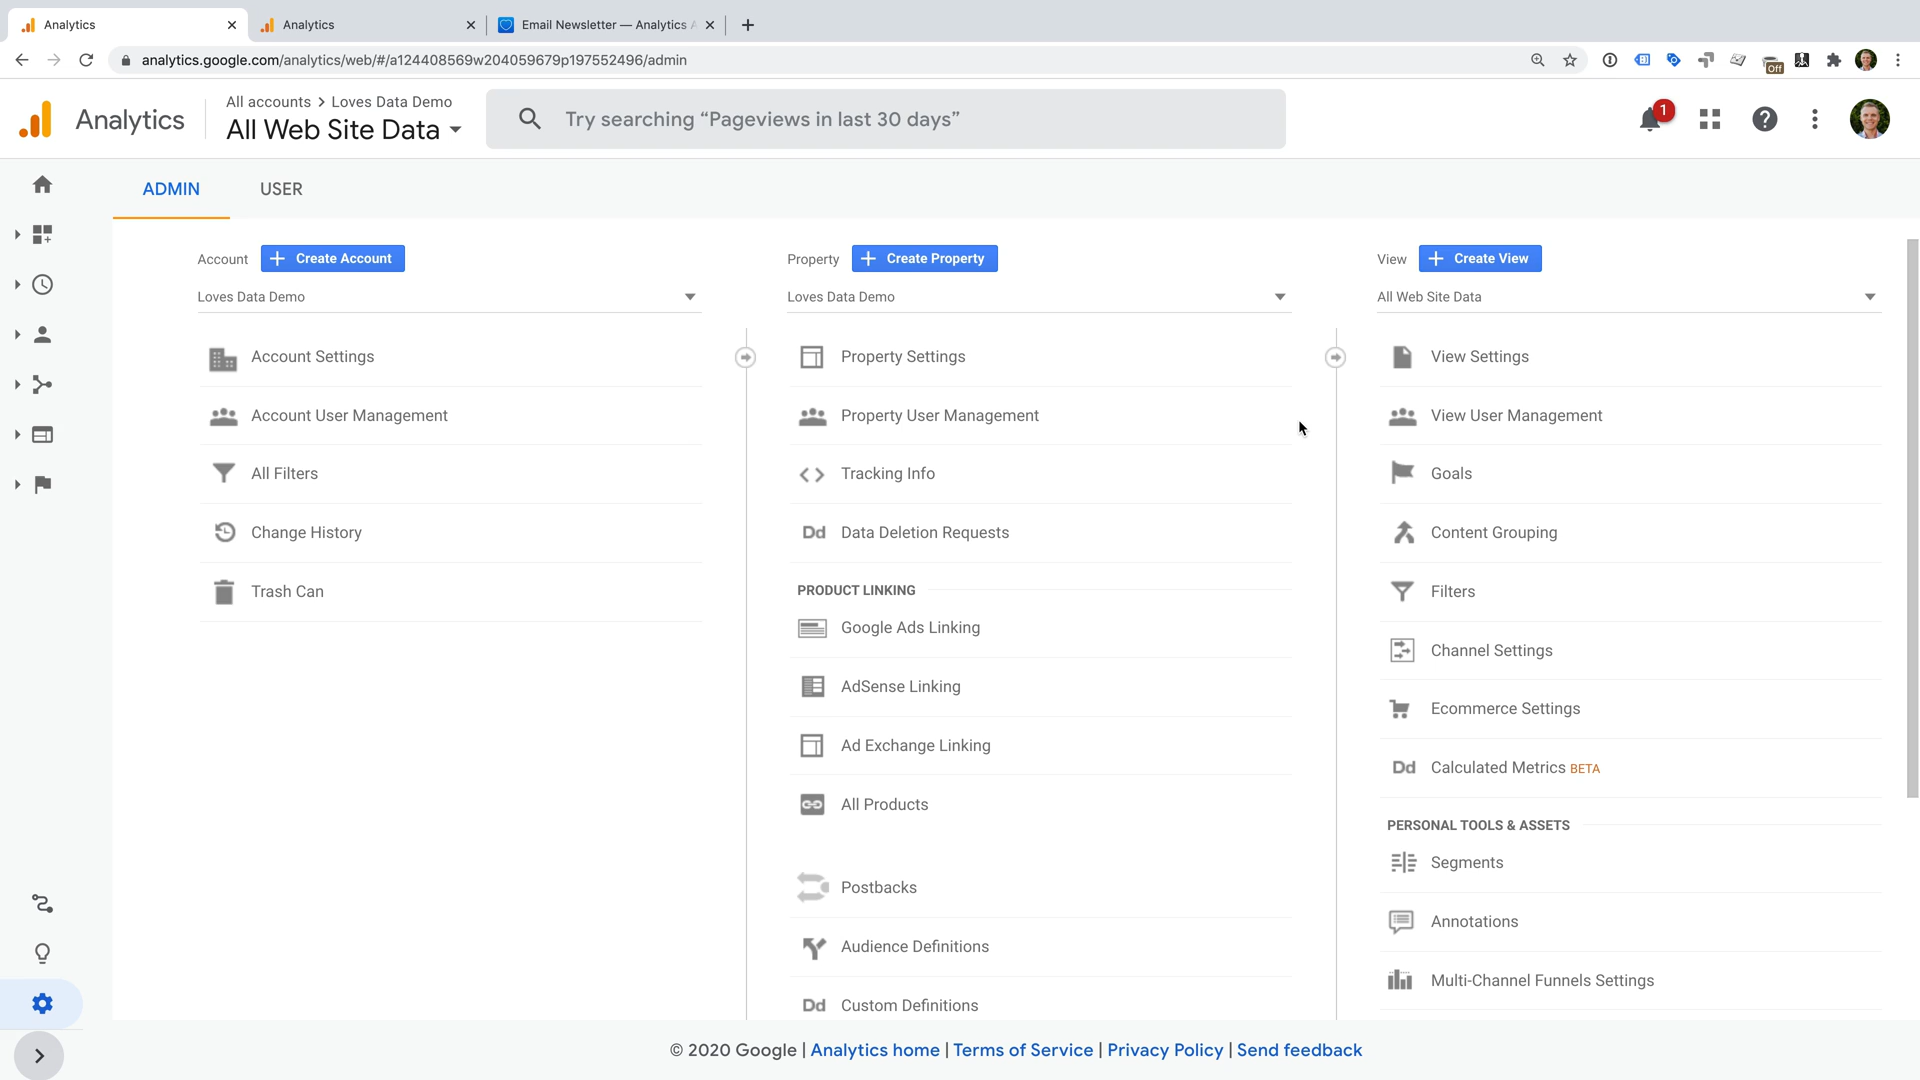 Analytics
Analytics
Email Newsletter — Analytics
analytics.google.com/analytics/web/#/a124408569w204059679p197552496/admin
Off
Analytics
All accounts > Loves Data Demo
All Web Site Data
Try searching “Pageviews in last 30 days”
1
ADMIN
USER
Account
Create Account
Loves Data Demo
Account Settings
Account User Management
All Filters
Change History
Trash Can
Property
Create Property
Loves Data Demo
Property Settings
Property User Management
Tracking Info
Dd Data Deletion Requests
PRODUCT LINKING
Google Ads Linking
AdSense Linking
Ad Exchange Linking
All Products
Postbacks
Audience Definitions
Dd Custom Definitions
View
Create View
All Web Site Data
View Settings
View User Management
Goals
Content Grouping
Filters
Channel Settings
Ecommerce Settings
Dd Calculated Metrics BETA
PERSONAL TOOLS & ASSETS
Segments
Annotations
Multi-Channel Funnels Settings
© 2020 Google | Analytics home | Terms of Service | Privacy Policy | Send feedback